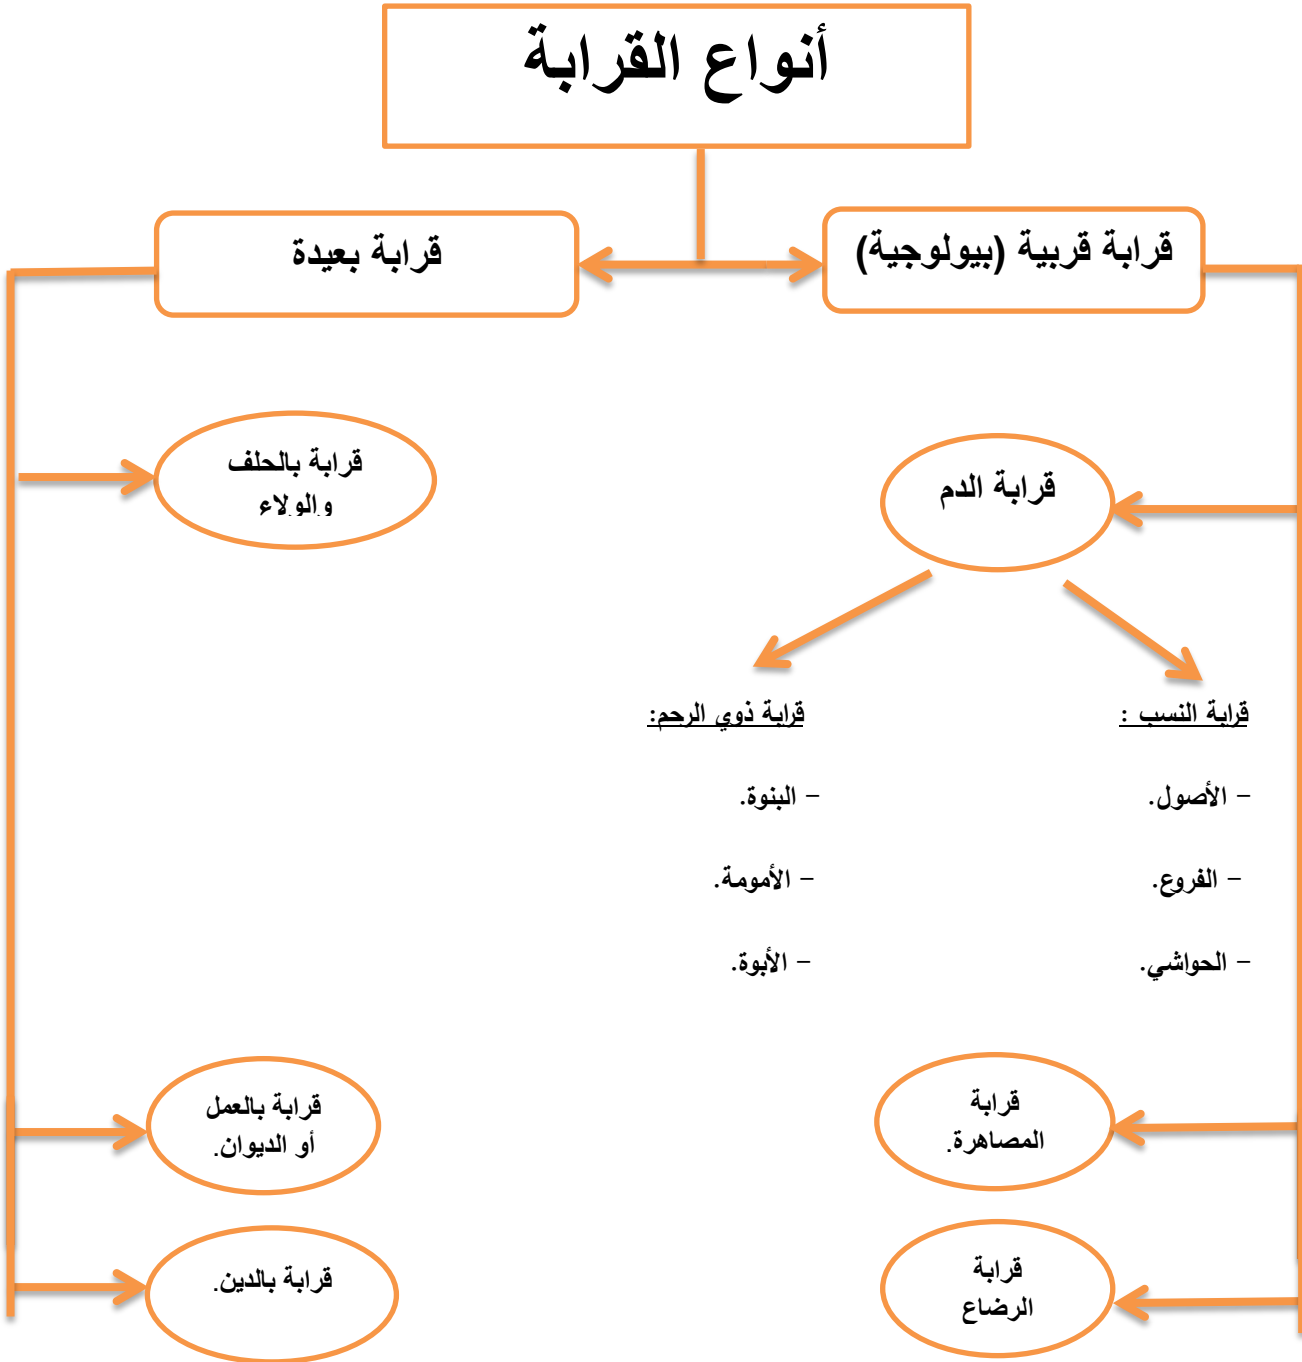 أنواع القرابة
قرابة قريبة (بيولوجية)
قرابة بعيدة
قرابة الدم
قرابة بالحلف
والولاء
قرابة النسب :
– الأصول.
– الفروع.
– الحواشي.
قرابة ذوي الرحم:
– البنوة.
– الأمومة.
– الأبوة.
قرابة
المصاهرة.
قرابة
الرضاع
قرابة بالعمل
أو الديوان.
قرابة بالدين.